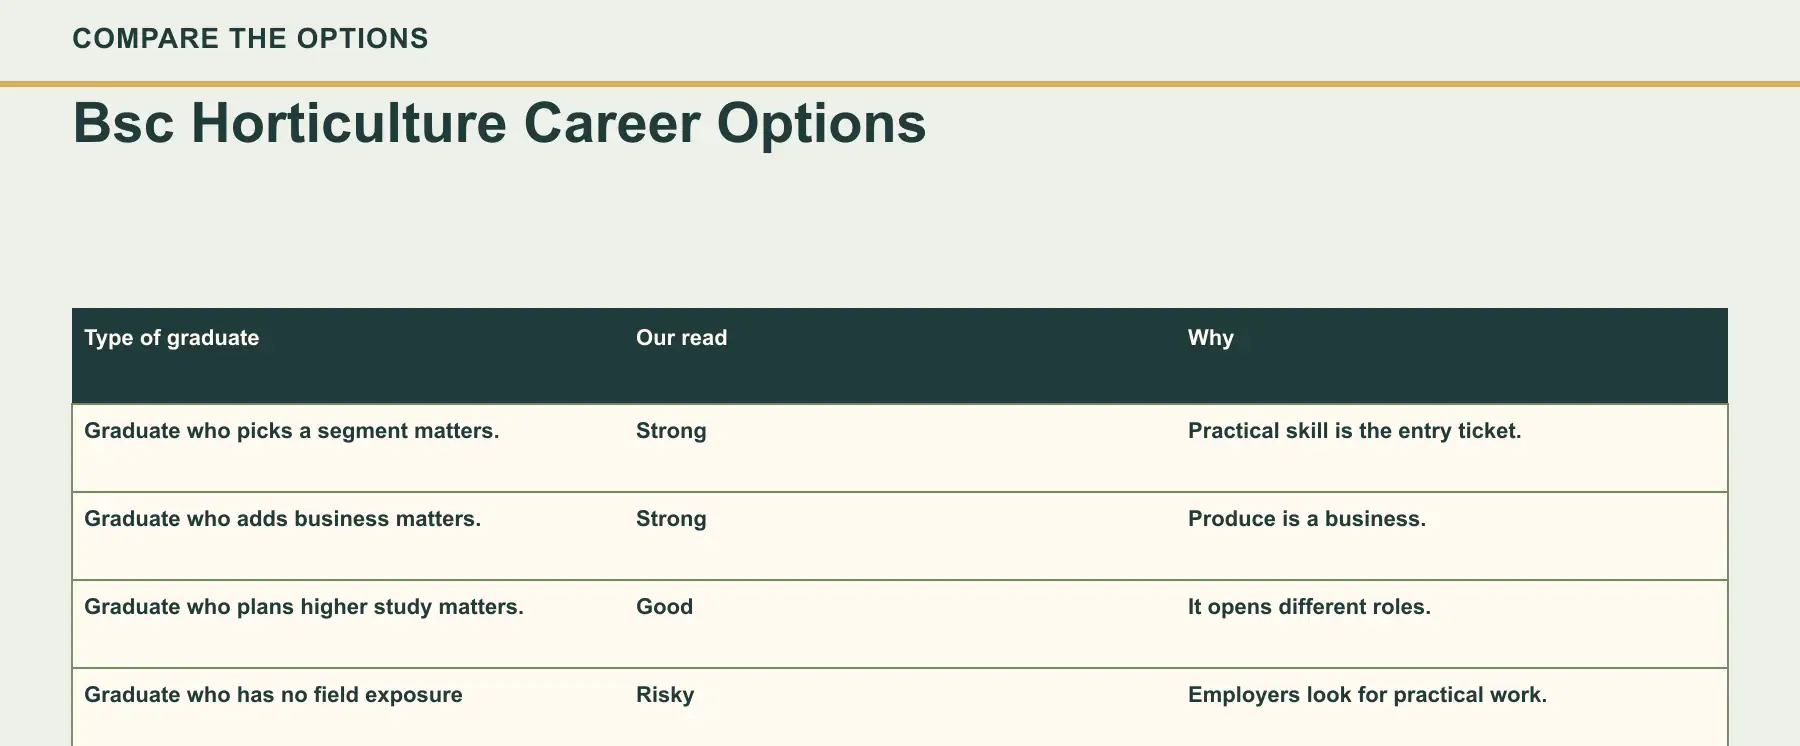 COMPARE THE OPTIONS
Bsc Horticulture Career Options
Type of graduate Our read Why
Graduate who picks a segment matters. Strong Practical skill is the entry ticket.
Graduate who adds business matters. Strong Produce is a business.
Graduate who plans higher study matters. Good It opens different roles.
Graduate who has no field exposure Risky Employers look for practical work.